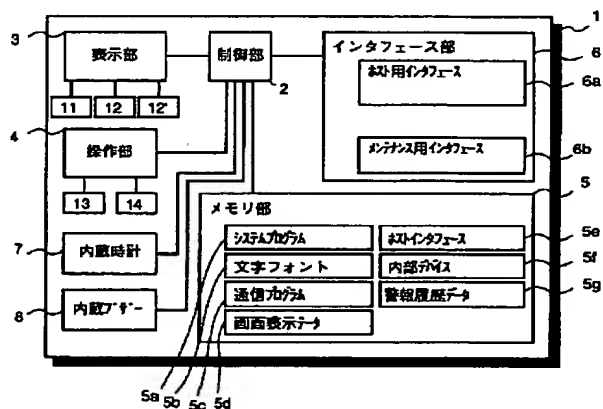 1
3
表示部
制御部
2
インタフェース部
6
ホスト用インタフェース
6a
メンテナンス用インタフェース
6b
11
12
12'
4
操作部
13
14
5
メモリ部
7
内蔵時計
8
内蔵ブザー
システムプログラム
ホストインタフェース
5e
文字フォント
内部デバイス
5f
通信プログラム
警報履歴データ
5g
画面表示データ
5a
5b
5c
5d